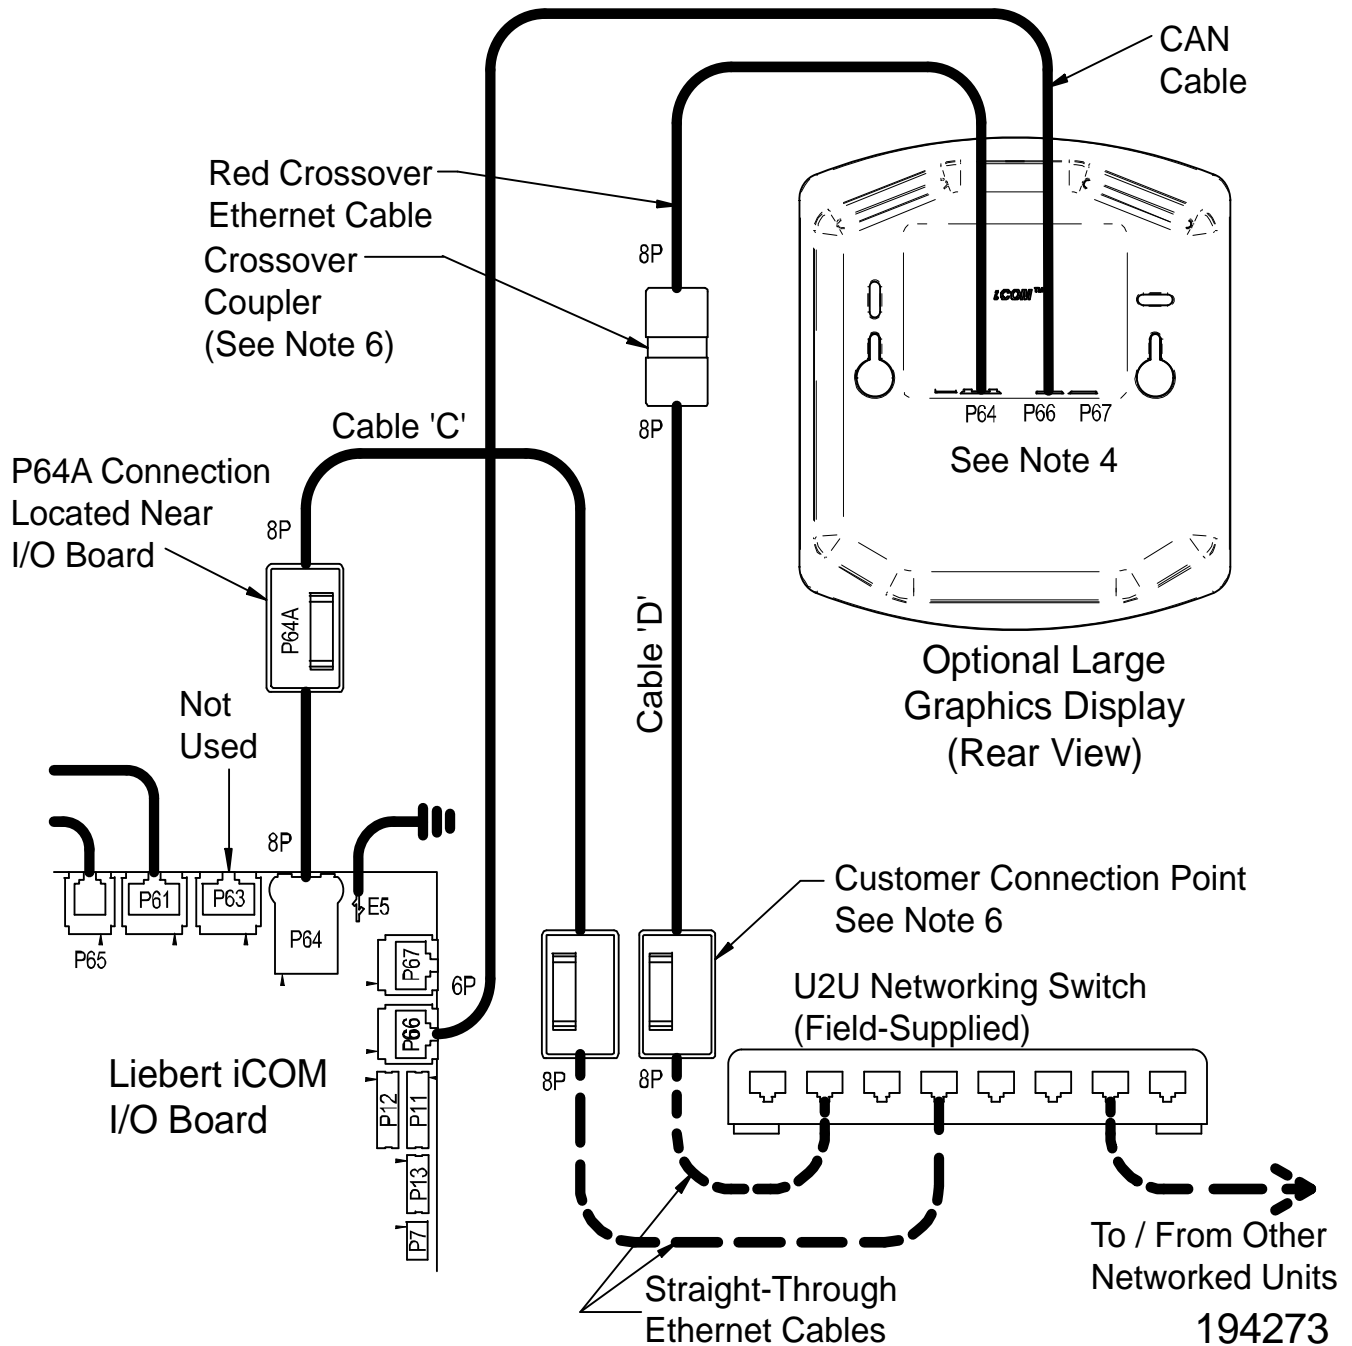 CAN
Cable
Red Crossover
Ethernet Cable
8P
Crossover
Coupler
(See Note 6)
iCOM™
P64
P66
P67
See Note 4
8P
Cable 'C'
P64A Connection
Located Near
I/O Board
8P
P64A
Cable 'D'
Optional Large
Graphics Display
(Rear View)
Not
Used
8P
P61
P63
P64
E5
P65
P67
6P
P66
Customer Connection Point
See Note 6
U2U Networking Switch
(Field-Supplied)
Liebert iCOM
I/O Board
8P
8P
P12
P11
P13
P7
To / From Other
Networked Units
Straight-Through
Ethernet Cables
194273